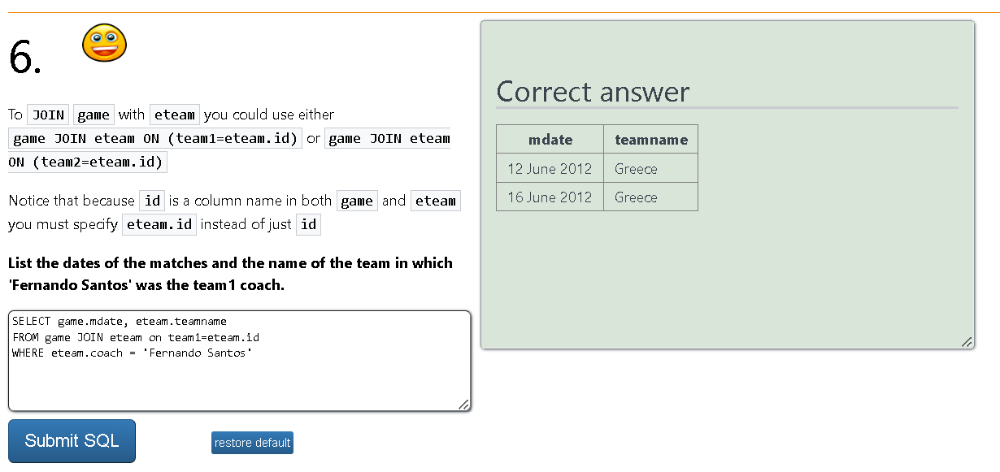 6.
To JOIN game with eteam you could use either
game JOIN eteam ON (team1=eteam.id) or game JOIN eteam
ON (team2=eteam.id)
Notice that because id is a column name in both game and eteam
you must specify eteam.id instead of just id
List the dates of the matches and the name of the team in which
'Fernando Santos' was the team1 coach.
SELECT game.mdate, eteam.teamname
FROM game JOIN eteam on team1=eteam.id
WHERE eteam.coach = 'Fernando Santos'
Submit SQL
restore default
Correct answer
mdate teamname
12 June 2012 Greece
16 June 2012 Greece